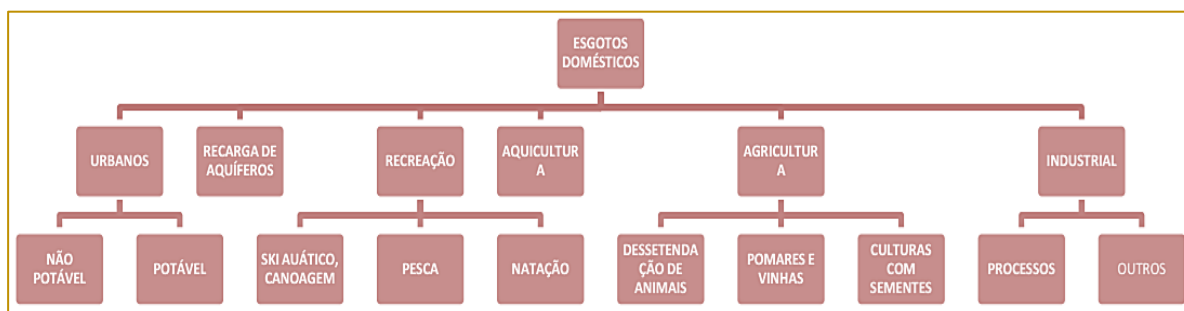 ESGOTOS
DOMÉSTICOS
URBANOS
RECARGA DE
AQUÍFEROS
RECREAÇÃO
AQUICULTUR
A
AGRICULTUR
A
INDUSTRIAL
NÃO
POTÁVEL
POTÁVEL
SKI AUÁTICO,
CANOAGEM
PESCA
NATAÇÃO
DESSETENDA
ÇÃO DE
ANIMAIS
POMARES E
VINHAS
CULTURAS
COM
SEMENTES
PROCESSOS
OUTROS